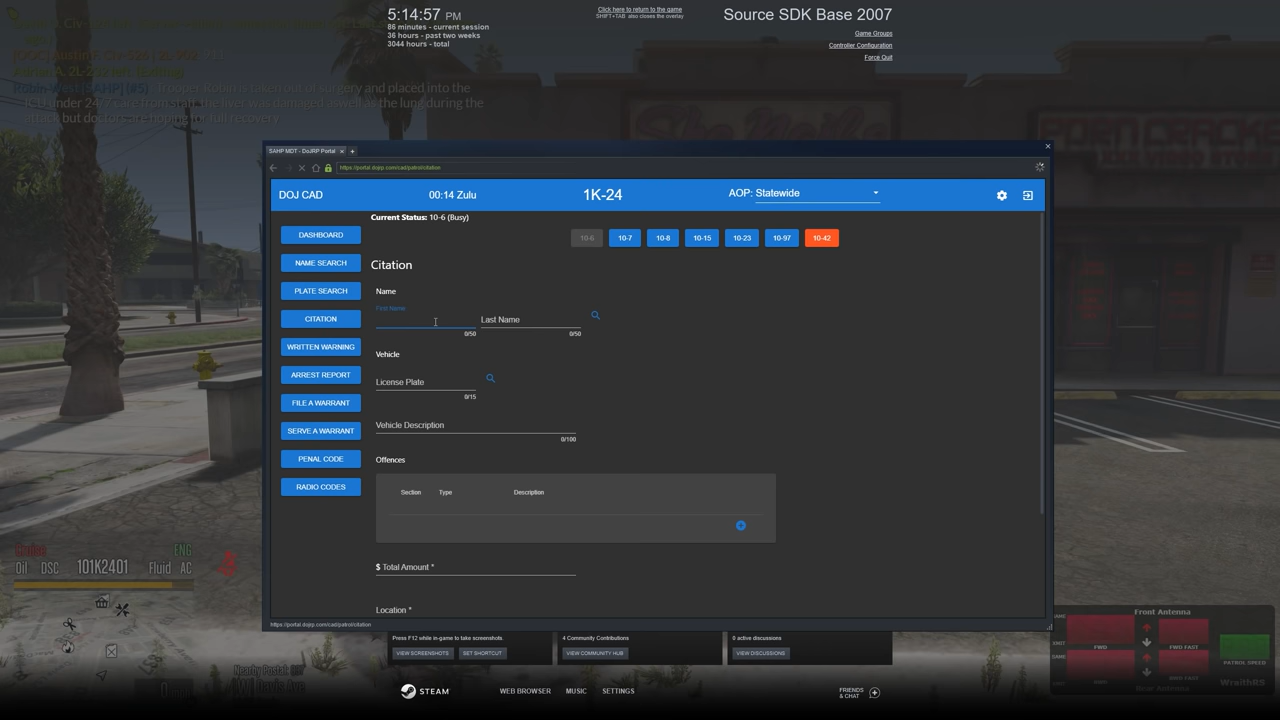 5:14:57 PM
86 minutes - current session
36 hours - past two weeks
3044 hours - total
Click here to return to the game
SHIFT+TAB also closes the overlay
Source SDK Base 2007
Game Groups
Controller Configuration
Force Quit
Trooper Robin is taken out of surgery and placed into the
ICU under 24/7 care from staff, the liver was damaged aswell as the lung during the
attack but doctors are hoping for full recovery
SAHP MDT - DoJRP Portal
https://portal.dojrp.com/cad/patrol/citation
DOJ CAD
00:14 Zulu
1K-24
AOP: Statewide
Current Status: 10-6 (Busy)
10-6
10-7
10-8
10-15
10-23
10-97
10-42
DASHBOARD
NAME SEARCH
PLATE SEARCH
CITATION
WRITTEN WARNING
ARREST REPORT
FILE A WARRANT
SERVE A WARRANT
PENAL CODE
RADIO CODES
Citation
Name
First Name
Last Name
0/50
0/50
Vehicle
License Plate
0/15
Vehicle Description
0/100
Offences
Section Type Description
$ Total Amount *
Location *
https://portal.dojrp.com/cad/patrol/citation
ENG
Oil DSC 101K2401 Fluid AC
Front Antenna
FWD
FWD FAST
PATROL SPEED
WraithRS
Press F12 while in-game to take screenshots.
VIEW SCREENSHOTS
SET SHORTCUT
4 Community Contributions
VIEW COMMUNITY HUB
0 active discussions
VIEW DISCUSSIONS
STEAM
WEB BROWSER
MUSIC
SETTINGS
FRIENDS
& CHAT